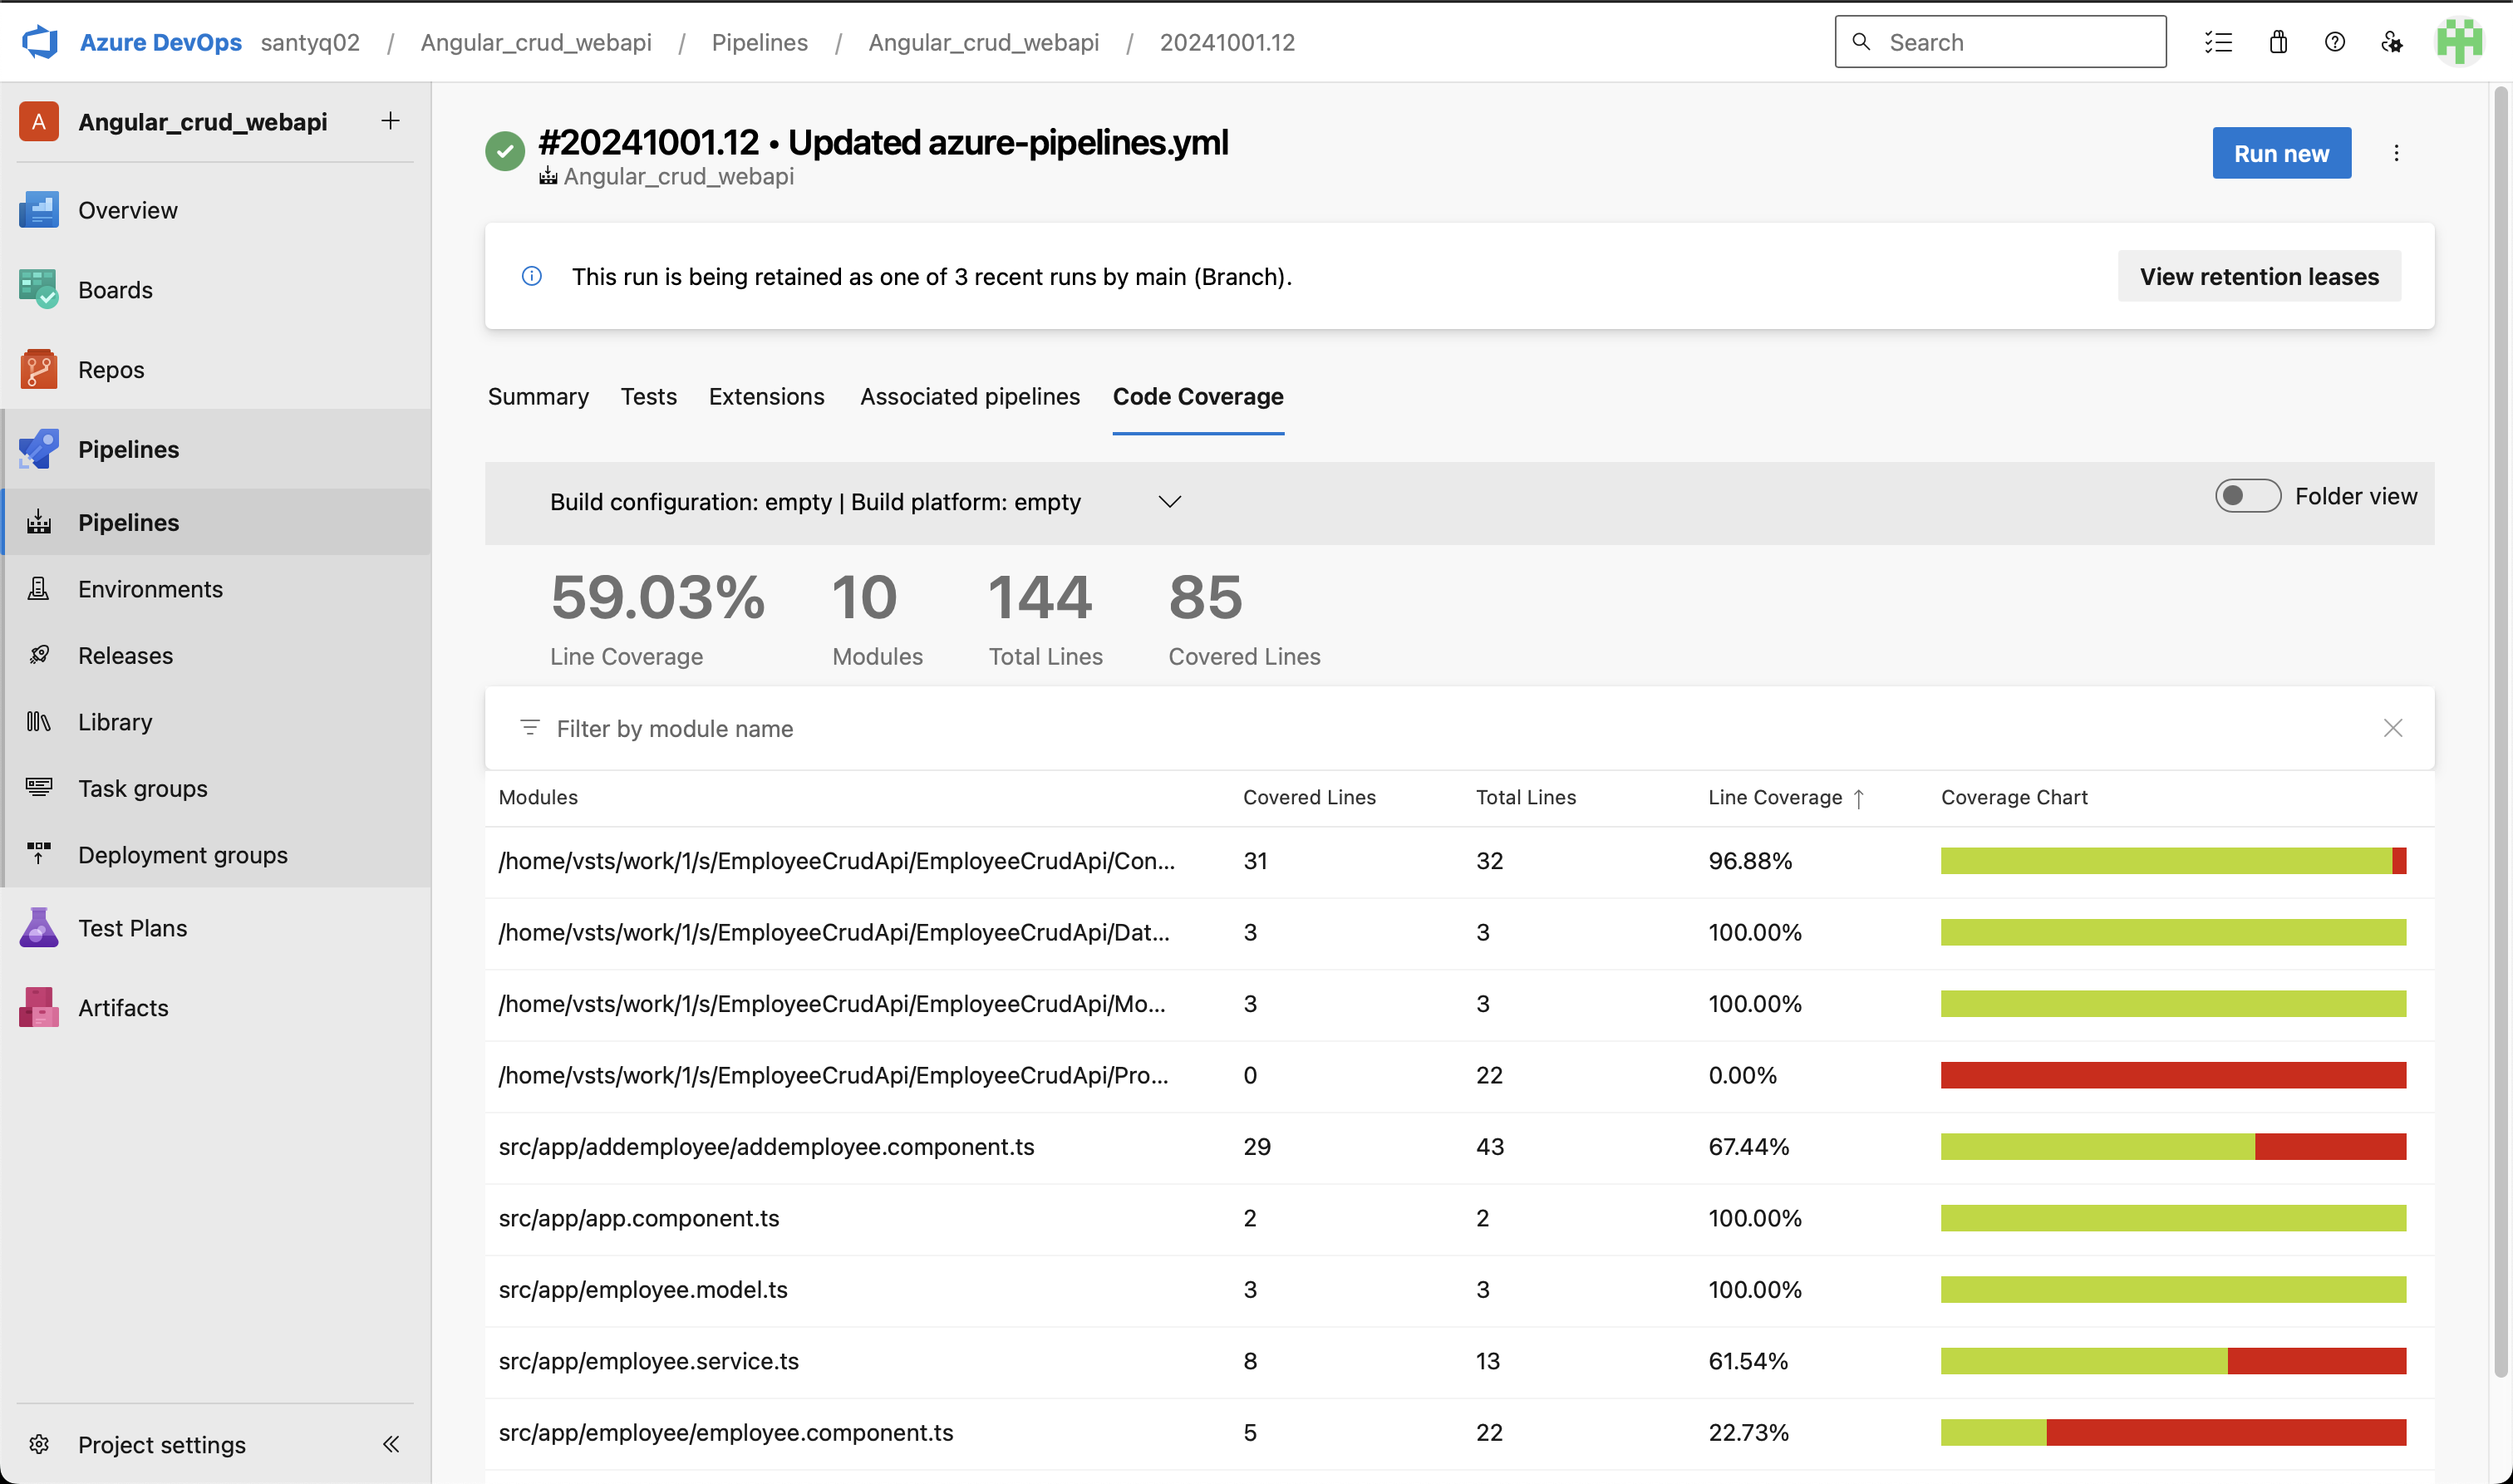 Azure DevOps santyq02 / Angular_crud_webapi / Pipelines / Angular_crud_webapi / 20241001.12
Search
A Angular_crud_webapi
Overview
Boards
Repos
Pipelines
Pipelines
Environments
Releases
Library
Task groups
Deployment groups
Test Plans
Artifacts
Project settings
#20241001.12 • Updated azure-pipelines.yml
Angular_crud_webapi
Run new
This run is being retained as one of 3 recent runs by main (Branch).
View retention leases
Summary Tests Extensions Associated pipelines Code Coverage
Build configuration: empty | Build platform: empty
Folder view
59.03% 10 144 85
Line Coverage Modules Total Lines Covered Lines
Filter by module name
Modules Covered Lines Total Lines Line Coverage ↑ Coverage Chart
/home/vsts/work/1/s/EmployeeCrudApi/EmployeeCrudApi/Con... 31 32 96.88%
/home/vsts/work/1/s/EmployeeCrudApi/EmployeeCrudApi/Dat... 3 3 100.00%
/home/vsts/work/1/s/EmployeeCrudApi/EmployeeCrudApi/Mo... 3 3 100.00%
/home/vsts/work/1/s/EmployeeCrudApi/EmployeeCrudApi/Pro... 0 22 0.00%
src/app/addemployee/addemployee.component.ts 29 43 67.44%
src/app/app.component.ts 2 2 100.00%
src/app/employee.model.ts 3 3 100.00%
src/app/employee.service.ts 8 13 61.54%
src/app/employee/employee.component.ts 5 22 22.73%